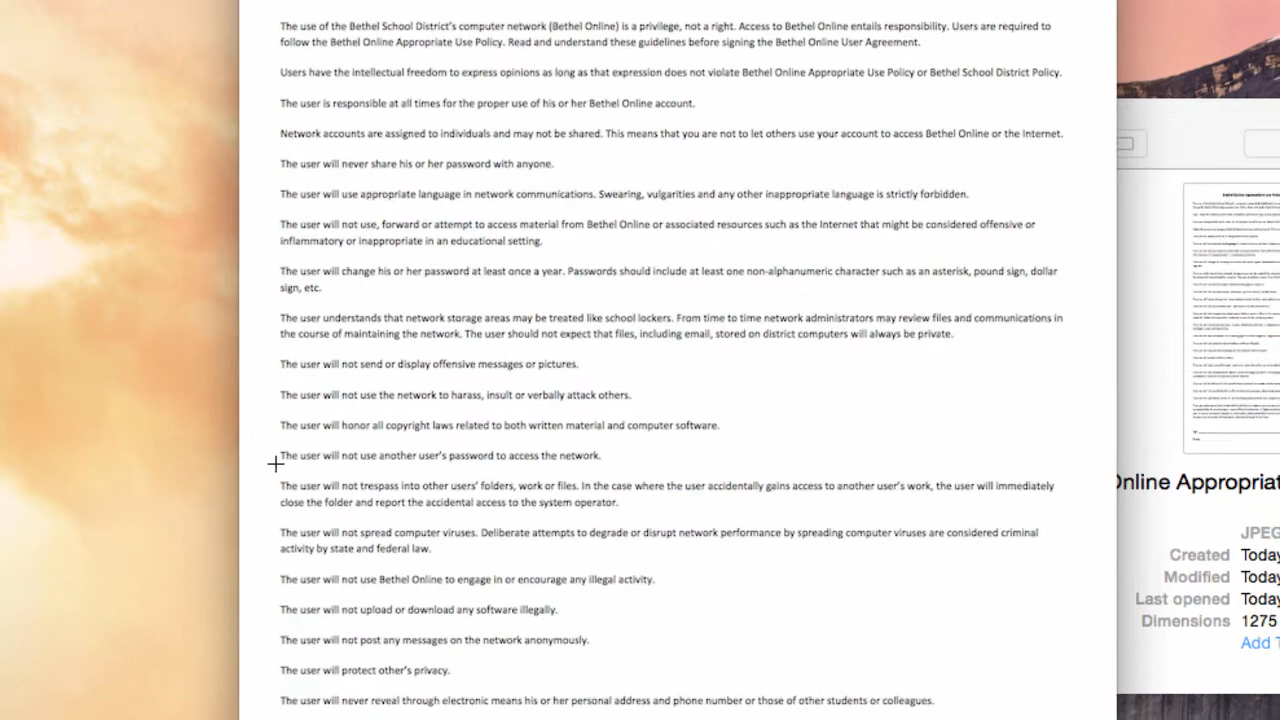 The use of the Bethel School District's computer network (Bethel Online) is a privilege, not a right. Access to Bethel Online entails responsibility. Users are required to
follow the Bethel Online Appropriate Use Policy. Read and understand these guidelines before signing the Bethel Online User Agreement.
Users have the intellectual freedom to express opinions as long as that expression does not violate Bethel Online Appropriate Use Policy or Bethel School District Policy.
The user is responsible at all times for the proper use of his or her Bethel Online account.
Network accounts are assigned to individuals and may not be shared. This means that you are not to let others use your account to access Bethel Online or the Internet.
The user will never share his or her password with anyone.
The user will use appropriate language in network communications. Swearing, vulgarities and any other inappropriate language is strictly forbidden.
The user will not use, forward or attempt to access material from Bethel Online or associated resources such as the Internet that might be considered offensive or
inflammatory or inappropriate in an educational setting.
The user will change his or her password at least once a year. Passwords should include at least one non-alphanumeric character such as an asterisk, pound sign, dollar
sign, etc.
The user understands that network storage areas may be treated like school lockers. From time to time network administrators may review files and communications in
the course of maintaining the network. The user should not expect that files, including email, stored on district computers will always be private.
The user will not send or display offensive messages or pictures.
The user will not use the network to harass, insult or verbally attack others.
The user will honor all copyright laws related to both written material and computer software.
The user will not use another user's password to access the network.
The user will not trespass into other users' folders, work or files. In the case where the user accidentally gains access to another user's work, the user will immediately
close the folder and report the accidental access to the system operator.
The user will not spread computer viruses. Deliberate attempts to degrade or disrupt network performance by spreading computer viruses are considered criminal
activity by state and federal law.
The user will not use Bethel Online to engage in or encourage any illegal activity.
The user will not upload or download any software illegally.
The user will not post any messages on the network anonymously.
The user will protect other's privacy.
The user will never reveal through electronic means his or her personal address and phone number or those of other students or colleagues.
Online Appropriat
JPEG
Created Today
Modified Today
Last opened Today
Dimensions 1275
Add T